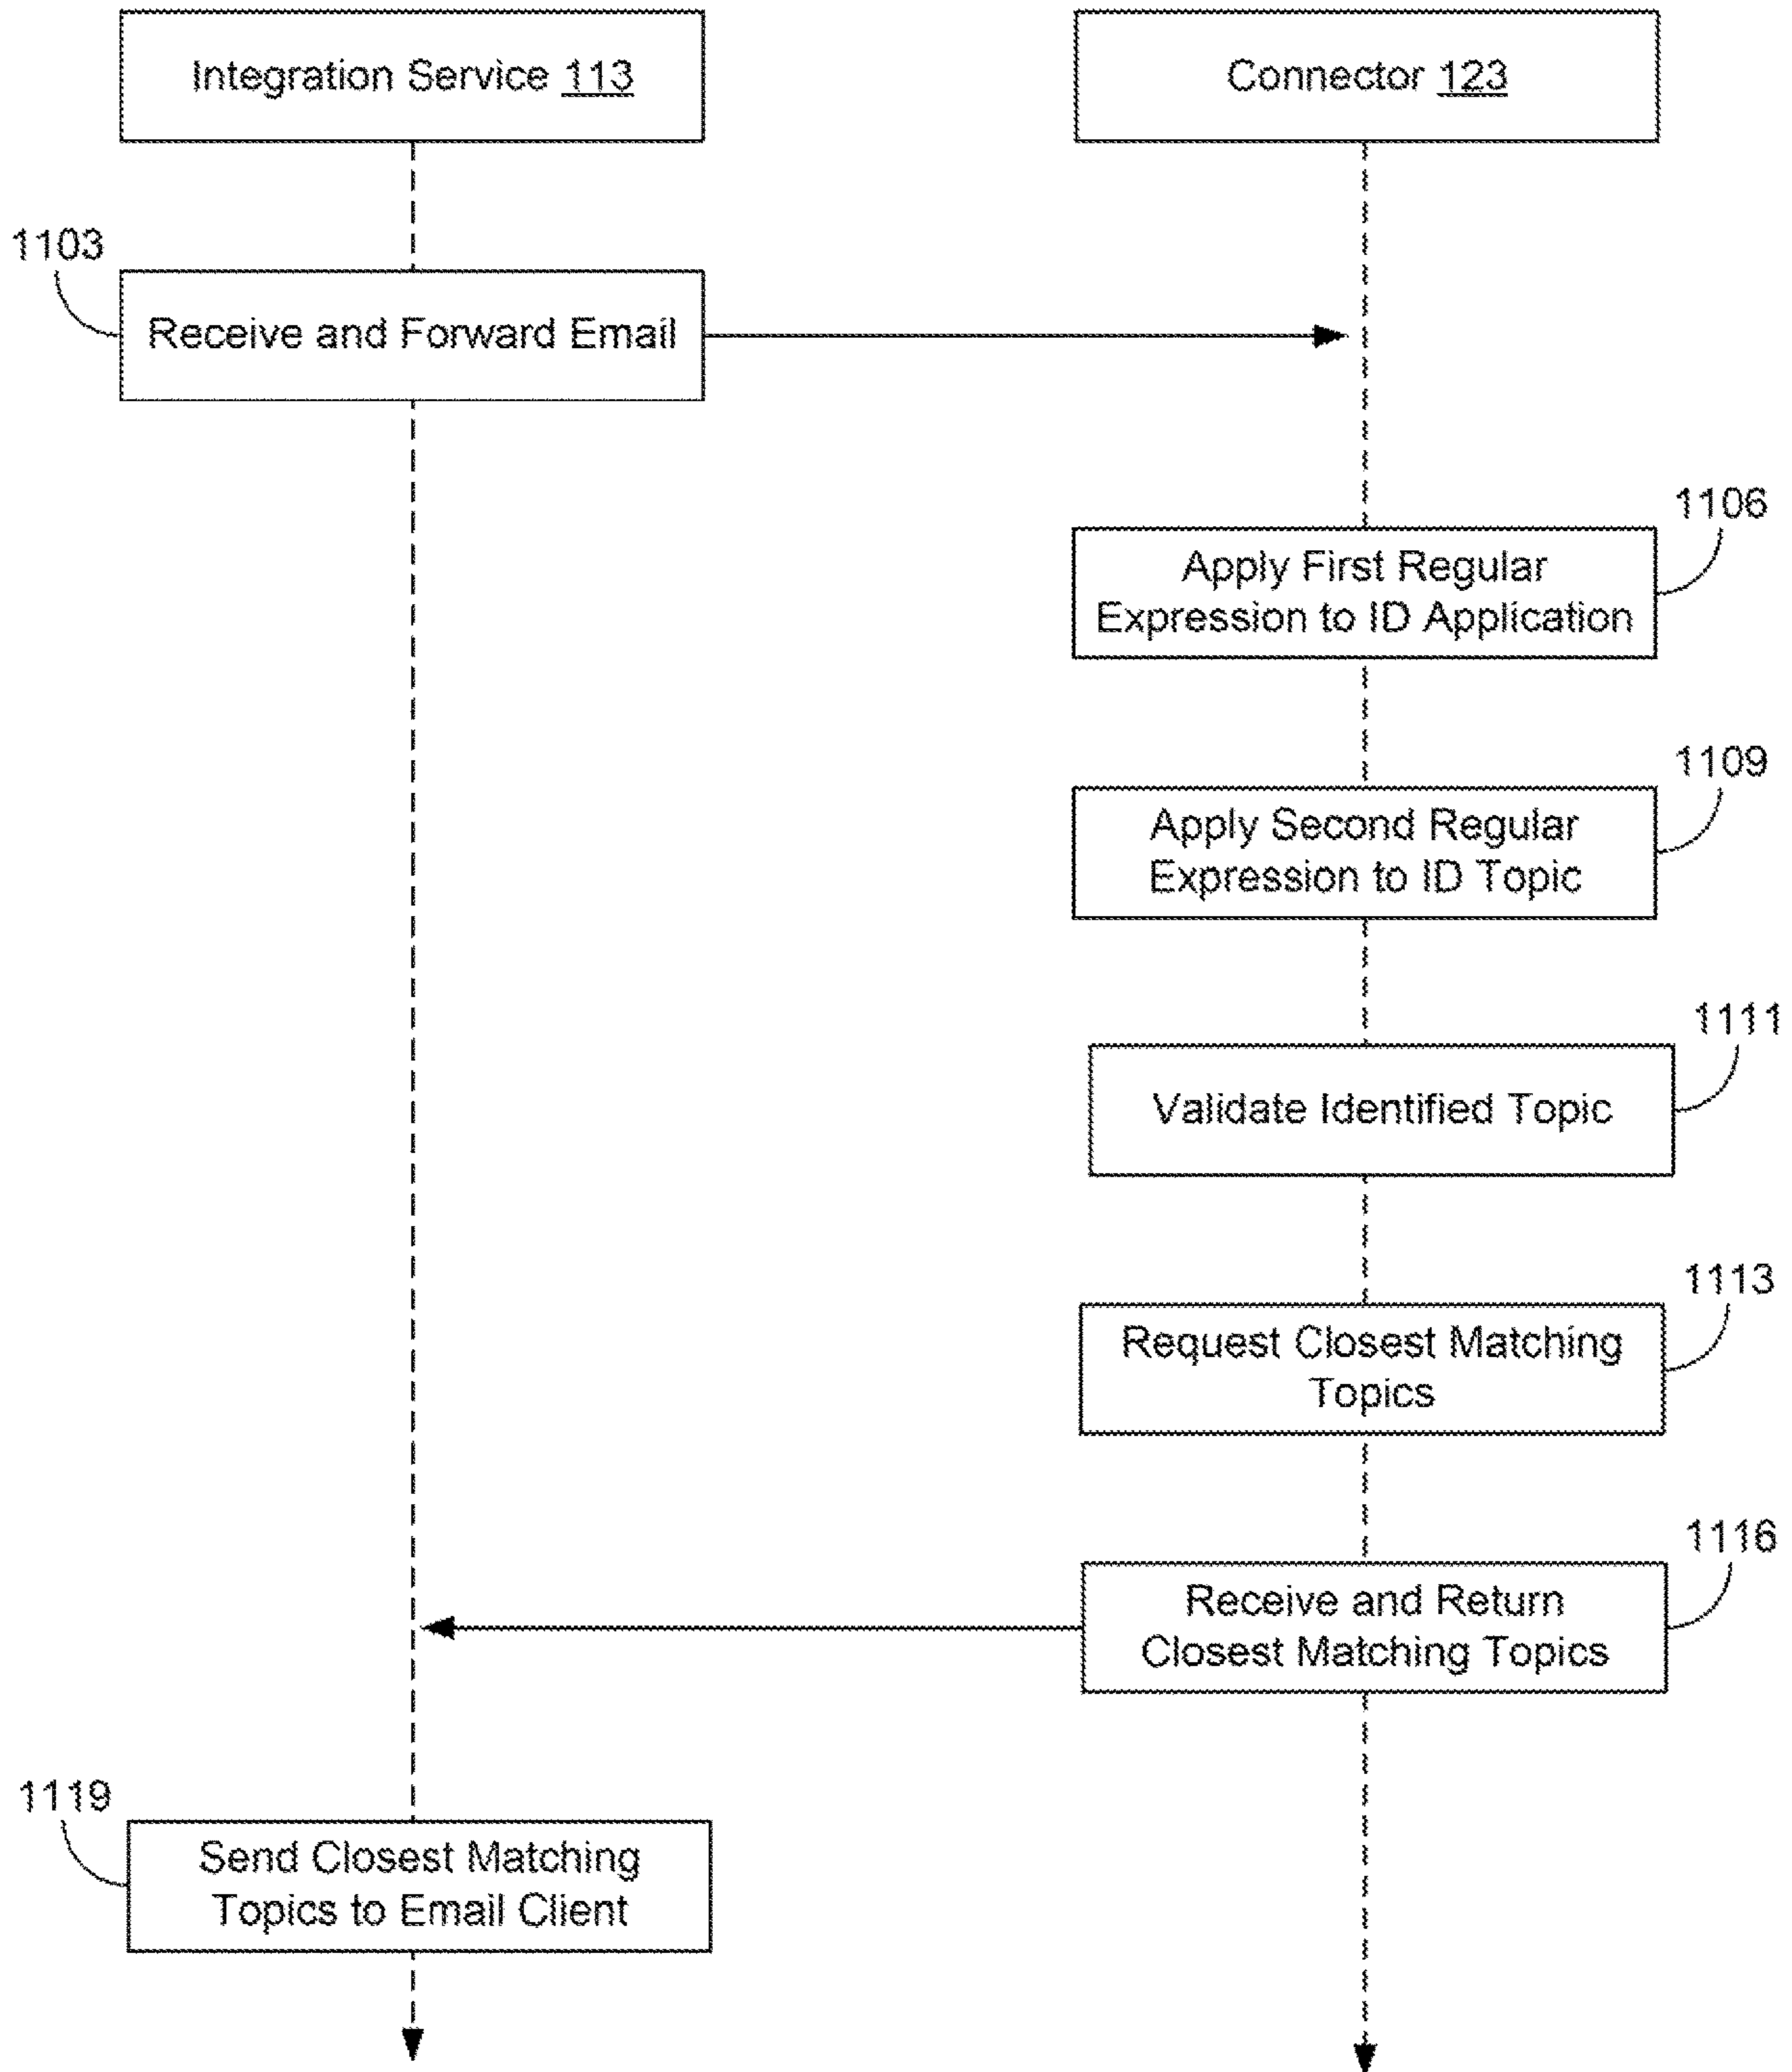 Integration Service 113
Connector 123
1103
Receive and Forward Email
1106
Apply First Regular
Expression to ID Application
1109
Apply Second Regular
Expression to ID Topic
1111
Validate Identified Topic
1113
Request Closest Matching
Topics
1116
Receive and Return
Closest Matching Topics
1119
Send Closest Matching
Topics to Email Client